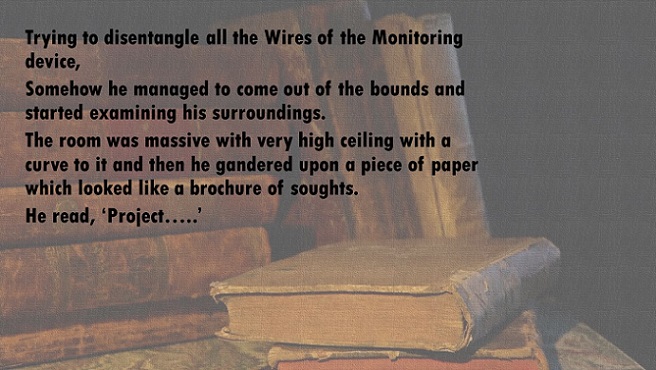 Trying to disentangle all the Wires of the Monitoring
device,
Somehow he managed to come out of the bounds and
started examining his surroundings.
The room was massive with very high ceiling with a
curve to it and then he gandered upon a piece of paper
which looked like a brochure of soughts.
He read, ‘Project…..’